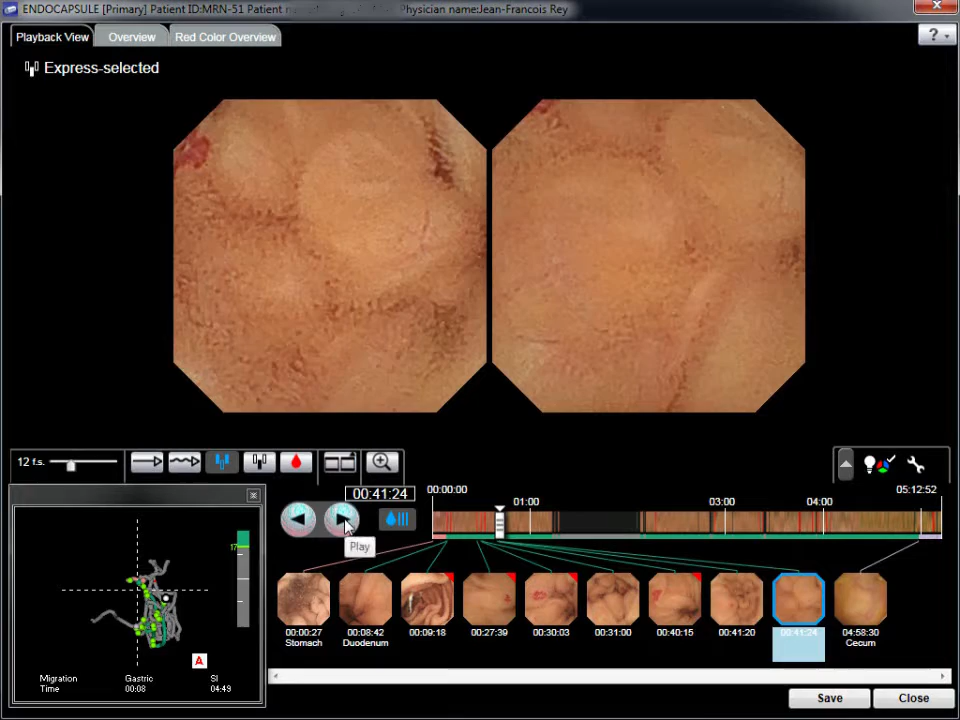 ENDOCAPSULE [Primary] Patient ID:MRN-51 Patient Physician name:Jean-Francois Rey
Playback View Overview Red Color Overview
?
Express-selected
12 f.s.
00:41:24
00:00:00 05:12:52
01:00 03:00 04:00
Play
17
A
Migration Gastric SI
Time 00:08 04:49
00:00:27 00:08:42 00:09:18 00:27:39 00:30:03 00:31:00 00:40:15 00:41:20 00:41:24 04:58:30
Stomach Duodenum Cecum
Save Close